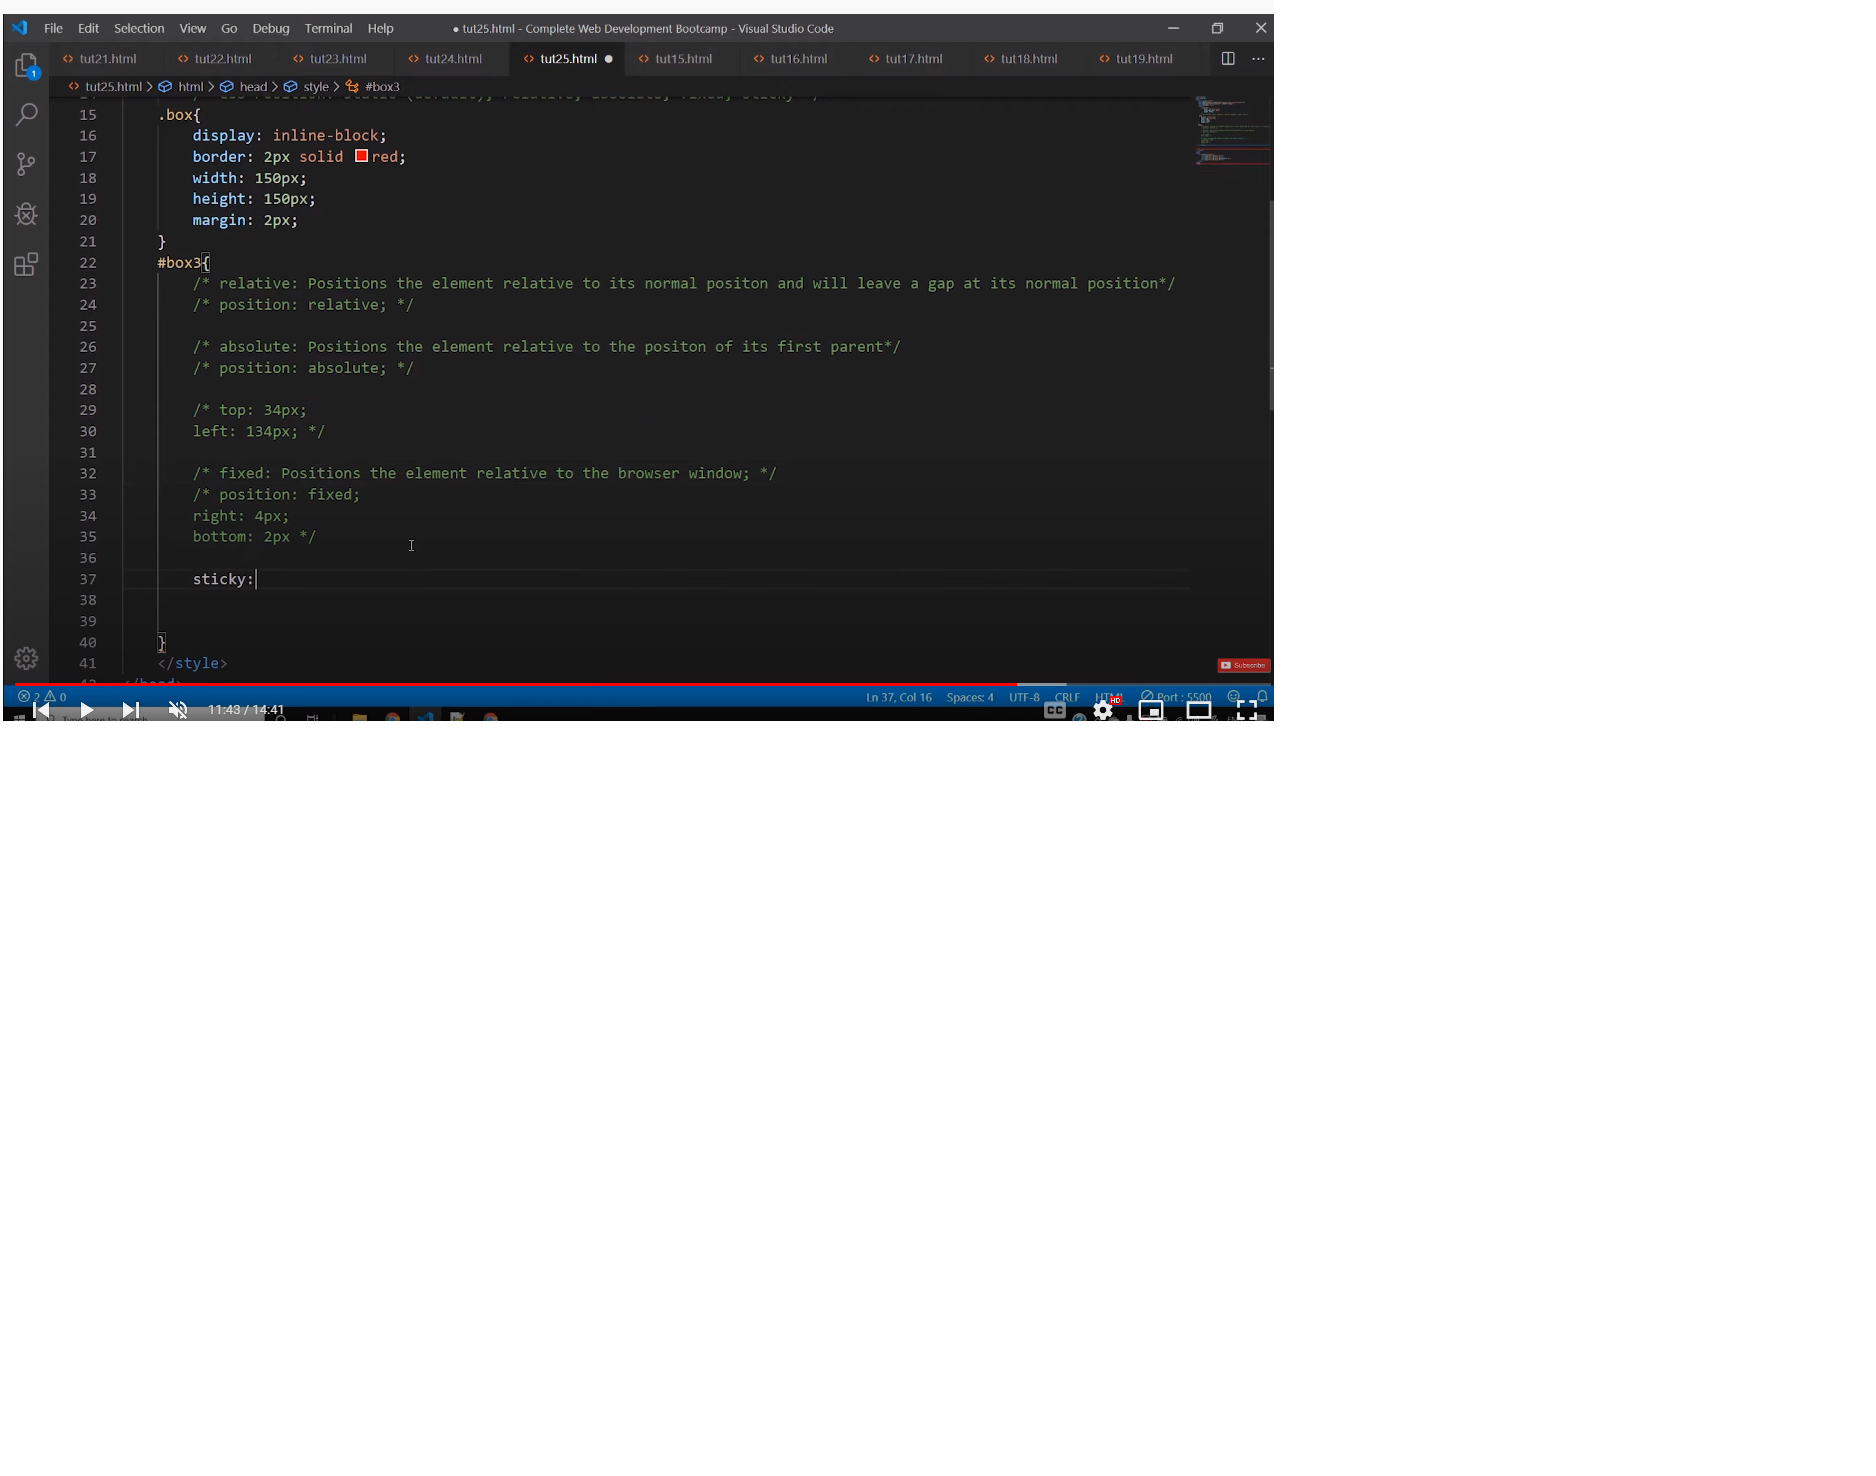 File Edit Selection View Go Debug Terminal Help ● tut25.html - Complete Web Development Bootcamp - Visual Studio Code
tut21.html tut22.html tut23.html tut24.html tut25.html tut15.html tut16.html tut17.html tut18.html tut19.html
1
tut25.html > html > head > style > #box3
15 .box{
16 display: inline-block;
17 border: 2px solid red;
18 width: 150px;
19 height: 150px;
20 margin: 2px;
21 }
22 #box3{
23 /* relative: Positions the element relative to its normal positon and will leave a gap at its normal position*/
24 /* position: relative; */
25
26 /* absolute: Positions the element relative to the positon of its first parent*/
27 /* position: absolute; */
28
29 /* top: 34px;
30 left: 134px; */
31
32 /* fixed: Positions the element relative to the browser window; */
33 /* position: fixed;
34 right: 4px;
35 bottom: 2px */
36
37 sticky:
38
39
40 }
41 </style>
Subscribe
2 0 Ln 37, Col 16 Spaces: 4 UTF-8 CRLF HTML Port : 5500
11:43 / 14:41 CC HD